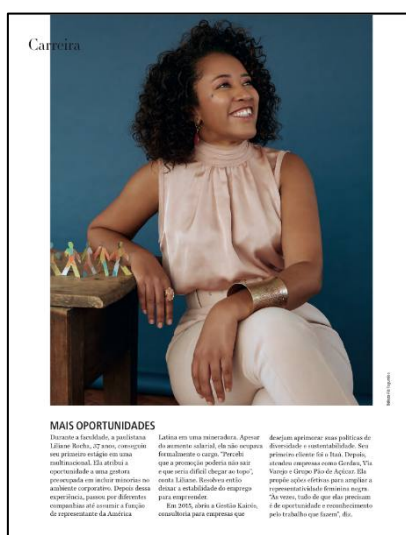 Carreira
MAIS OPORTUNIDADES
Durante a faculdade, a paulistana
Liliane Rocha, 37 anos, conseguiu
seu primeiro estágio em uma
multinacional. Ela atribui a
oportunidade a uma gestora
preocupada em incluir minorias no
ambiente corporativo. Depois dessa
experiência, passou por diferentes
companhias até assumir a função
de representante da América
Latina em uma mineradora. Apesar
do aumento salarial, ela não ocupava
formalmente o cargo. "Percebi
que a promoção poderia não sair
e que seria difícil chegar ao topo",
conta Liliane. Resolveu então
deixar a estabilidade do emprego
para empreender.
Em 2015, abriu a Gestão Kairós,
consultoria para empresas que
desejam aprimorar suas políticas de
diversidade e sustentabilidade. Seu
primeiro cliente foi o Itaú. Depois,
atendeu empresas como Gerdau, Via
Varejo e Grupo Pão de Açúcar. Ela
propõe ações efetivas para ampliar a
representatividade feminina negra.
"Às vezes, tudo de que elas precisam
é de oportunidade e reconhecimento
pelo trabalho que fazem", diz.